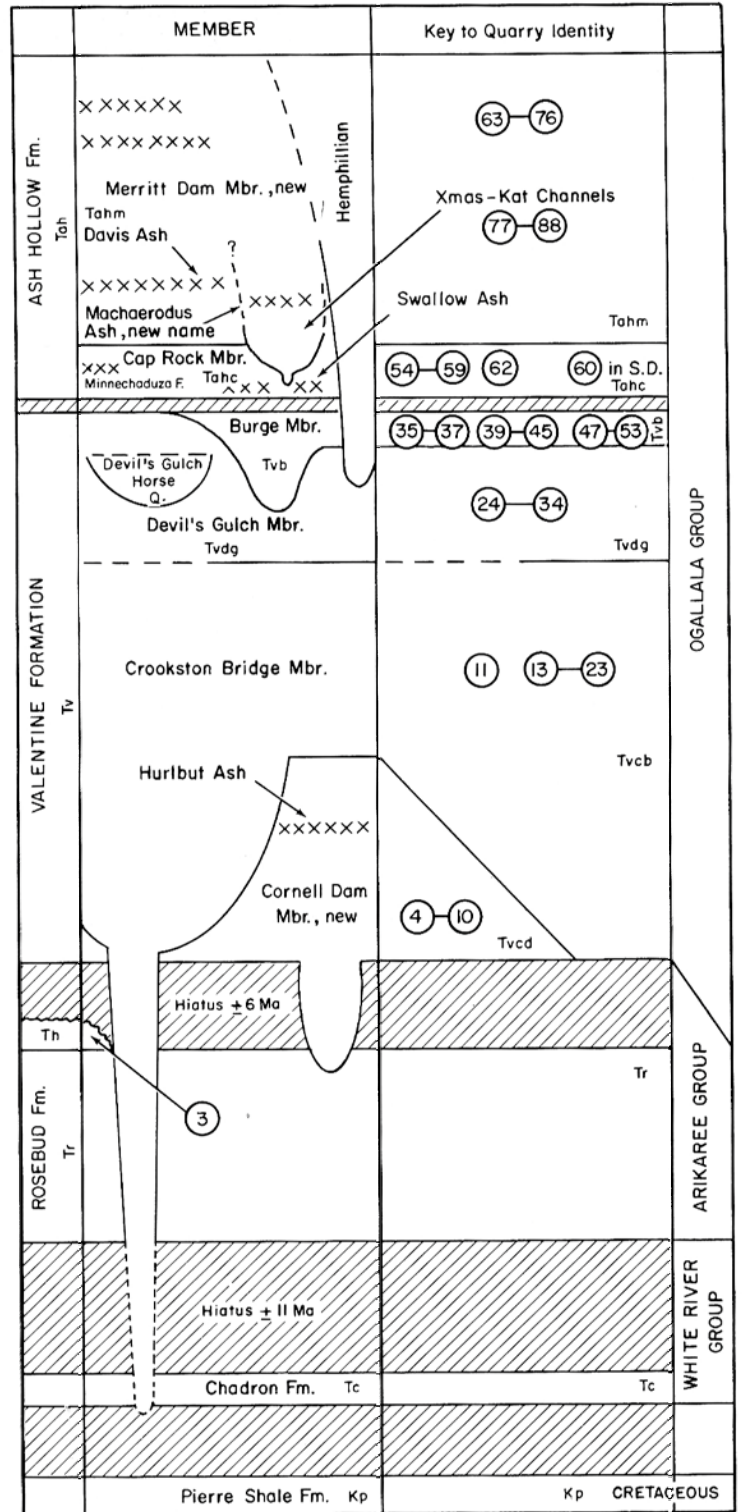 MEMBER
Key to Quarry Identity
ASH HOLLOW Fm.
Tah
Merritt Dam Mbr., new
Tahm
Davis Ash
?
Machaerodus
Ash, new name
Hemphillian
63 76
Xmas-Kat Channels
77 88
Swallow Ash
Tahm
Cap Rock Mbr.
Minnechaduza F.
Tahc
54 59 62 60 in S.D.
Tahc
VALENTINE FORMATION
Tv
Burge Mbr.
Tvb
35 37 39 45 47 53
Tvb
Devil's Gulch
Horse
Q.
Devil's Gulch Mbr.
Tvdg
24 34
Tvdg
Crookston Bridge Mbr.
11 13 23
Tvcb
Hurlbut Ash
Cornell Dam
Mbr., new
4 10
Tvcd
OGALLALA GROUP
Hiatus ± 6 Ma
Th
3
ROSEBUD Fm.
Tr
Tr
ARIKAREE GROUP
Hiatus ± 11 Ma
WHITE RIVER
GROUP
Chadron Fm. Tc
Tc
Pierre Shale Fm. Kp
Kp CRETACEOUS